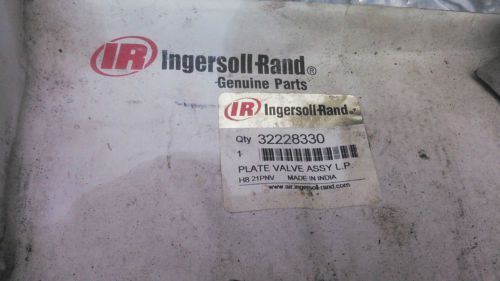 IR Ingersoll-Rand®
Genuine Parts
IR Ingersoll-Rand
Qty 32228330
1
PLATE VALVE ASSY L.P
H8 21PNV MADE IN INDIA
www.air.ingersoll-rand.com